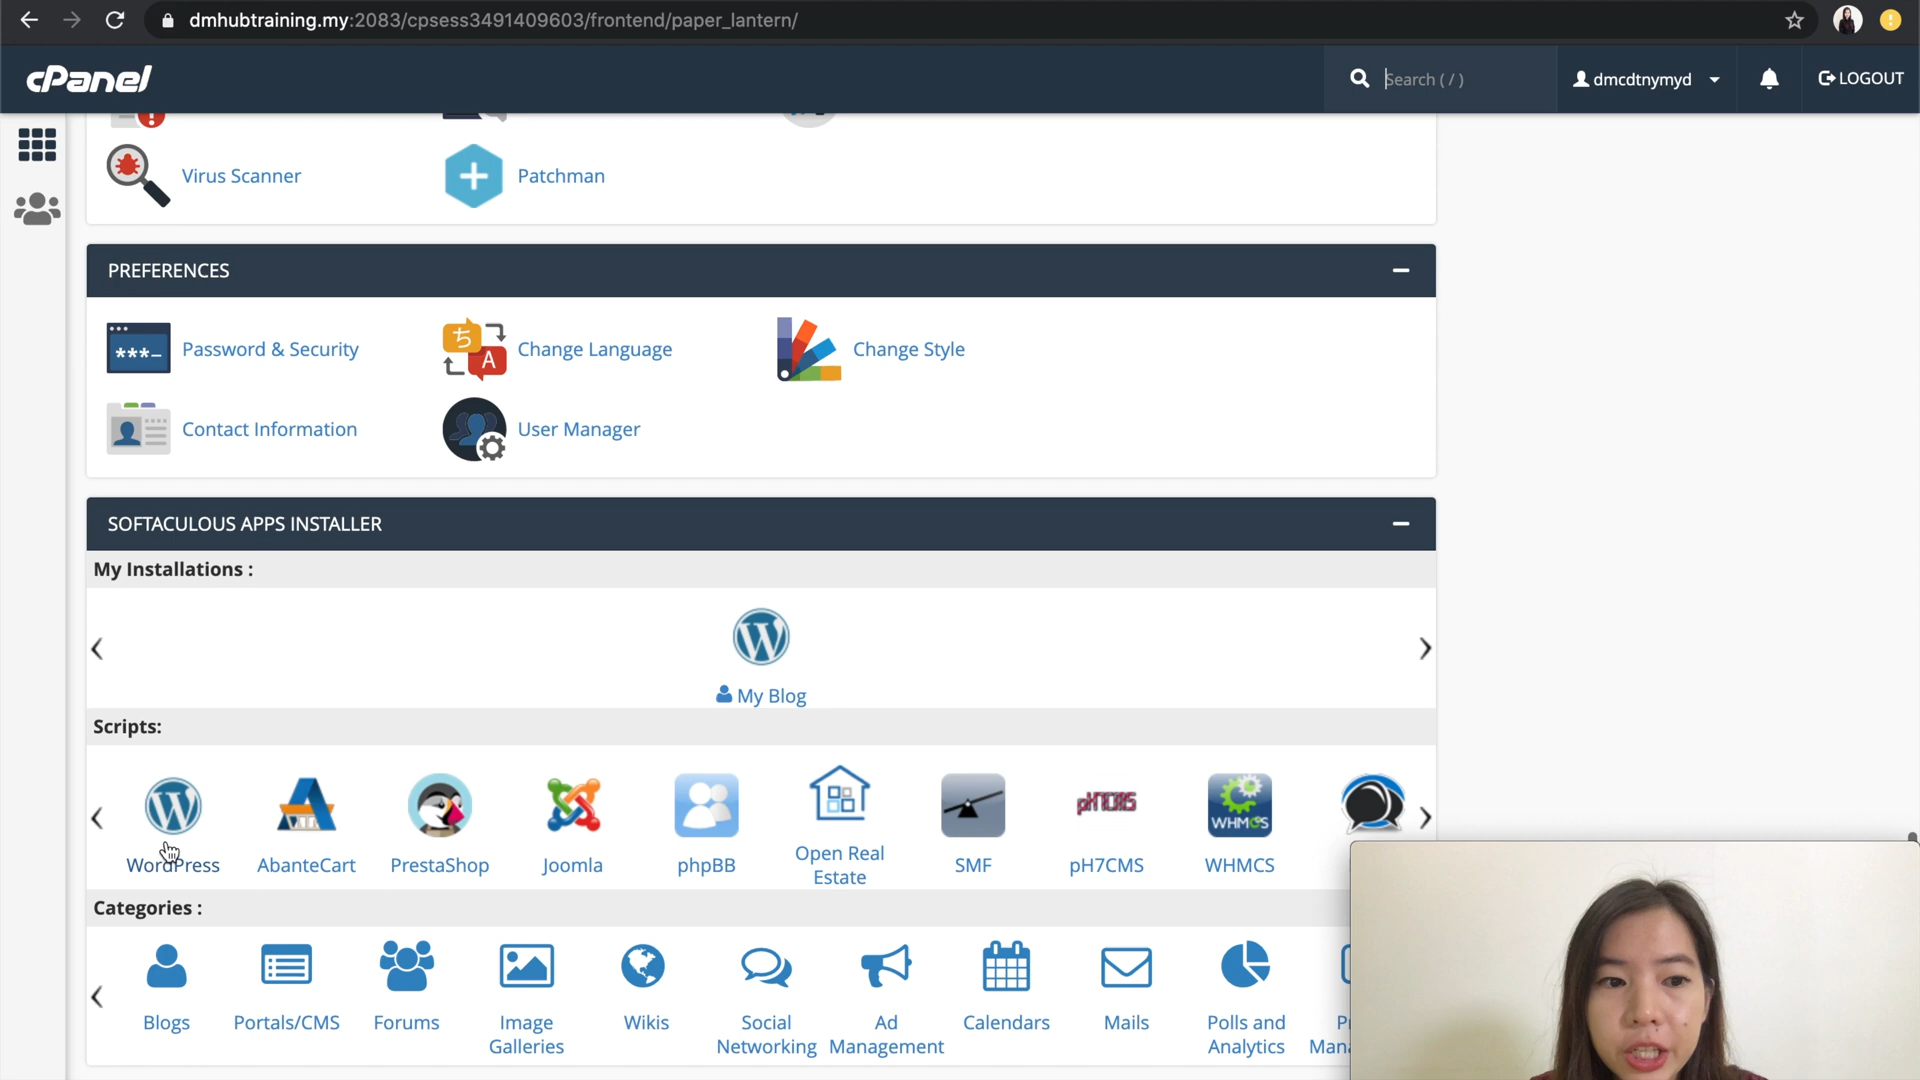 dmhubtraining.my:2083/cpsess3491409603/frontend/paper_lantern/
cPanel
Search ( / )
dmcdtnymyd
LOGOUT
Virus Scanner
Patchman
PREFERENCES
***_
Password & Security
ち
A
Change Language
Change Style
Contact Information
User Manager
SOFTACULOUS APPS INSTALLER
My Installations :
My Blog
Scripts:
WordPress
AbanteCart
PrestaShop
Joomla
phpBB
Open Real
Estate
SMF
pH7CMS
pH7CMS
WHMCS
WHMCS
Categories :
Blogs
Portals/CMS
Forums
Image
Galleries
Wikis
Social
Networking
Ad
Management
Calendars
Mails
Polls and
Analytics